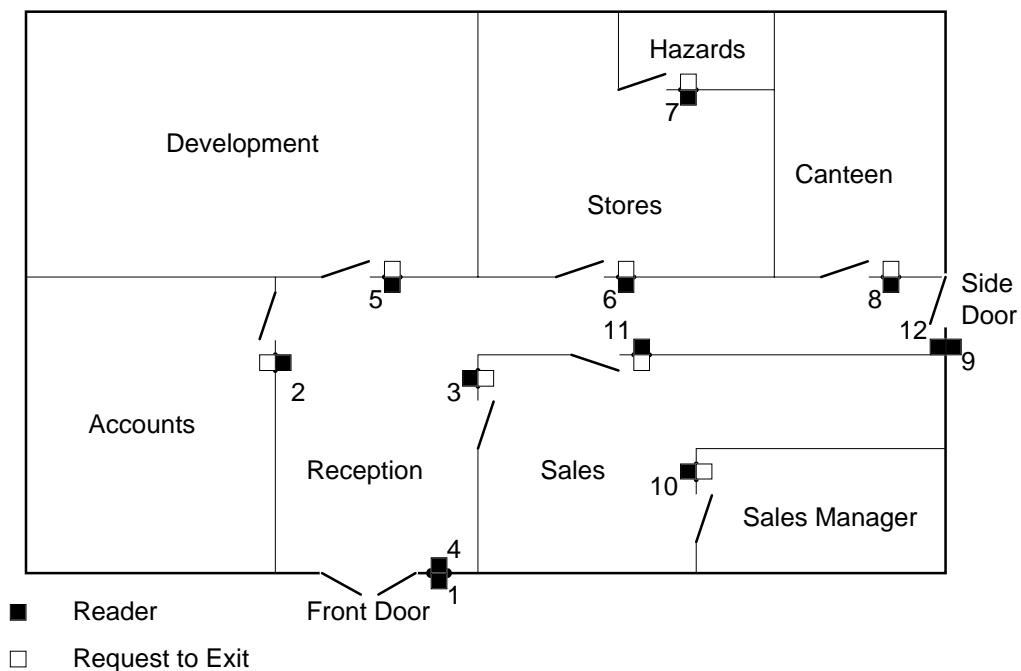 Hazards
7
Development
Canteen
Stores
5
6
8
Side
Door
11
12
9
2
3
Accounts
Reception
Sales
10
Sales Manager
4
1
Front Door
Reader
Request to Exit